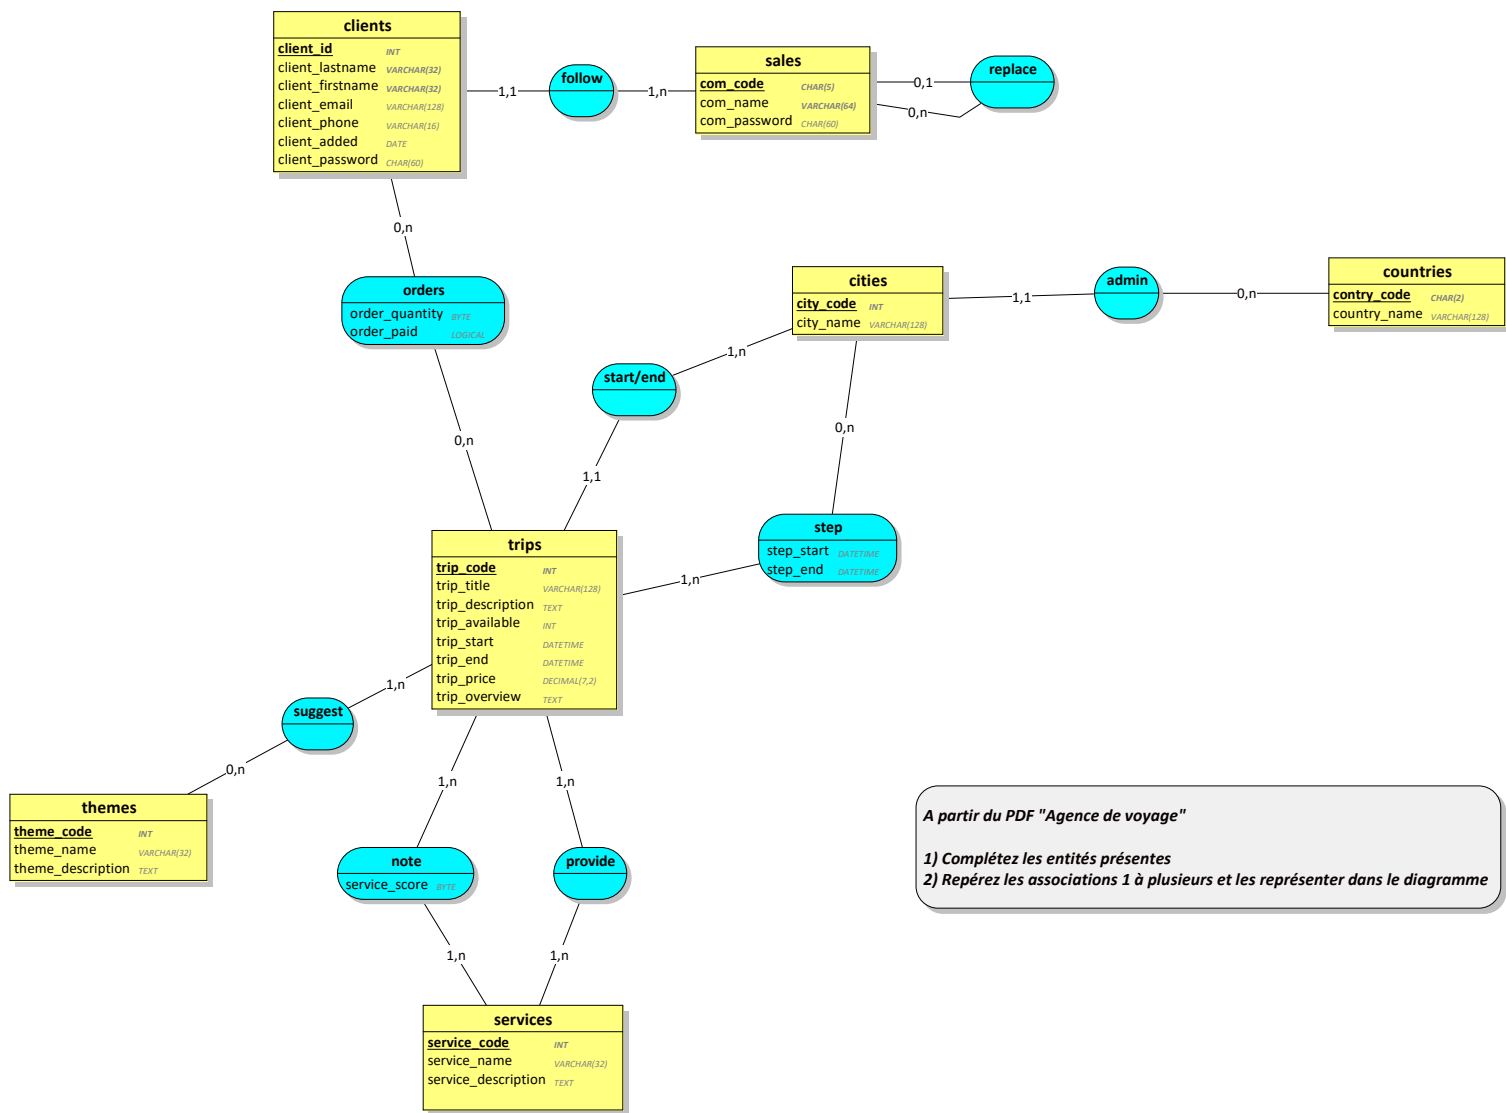 clients
client_id INT
client_lastname VARCHAR(32)
client_firstname VARCHAR(32)
client_email VARCHAR(128)
client_phone VARCHAR(16)
client_added DATE
client_password CHAR(60)
1,1
follow
1,n
sales
com_code CHAR(5)
com_name VARCHAR(64)
com_password CHAR(60)
0,1
0,n
replace
0,n
orders
order_quantity BYTE
order_paid LOGICAL
0,n
cities
city_code INT
city_name VARCHAR(128)
1,1
admin
0,n
countries
contry_code CHAR(2)
country_name VARCHAR(128)
1,n
start/end
1,1
0,n
step
step_start DATETIME
step_end DATETIME
1,n
trips
trip_code INT
trip_title VARCHAR(128)
trip_description TEXT
trip_available INT
trip_start DATETIME
trip_end DATETIME
trip_price DECIMAL(7,2)
trip_overview TEXT
1,n
suggest
0,n
themes
theme_code INT
theme_name VARCHAR(32)
theme_description TEXT
1,n
1,n
note
service_score BYTE
provide
1,n
1,n
services
service_code INT
service_name VARCHAR(32)
service_description TEXT
A partir du PDF "Agence de voyage"
1) Complétez les entités présentes
2) Repérez les associations 1 à plusieurs et les représenter dans le diagramme